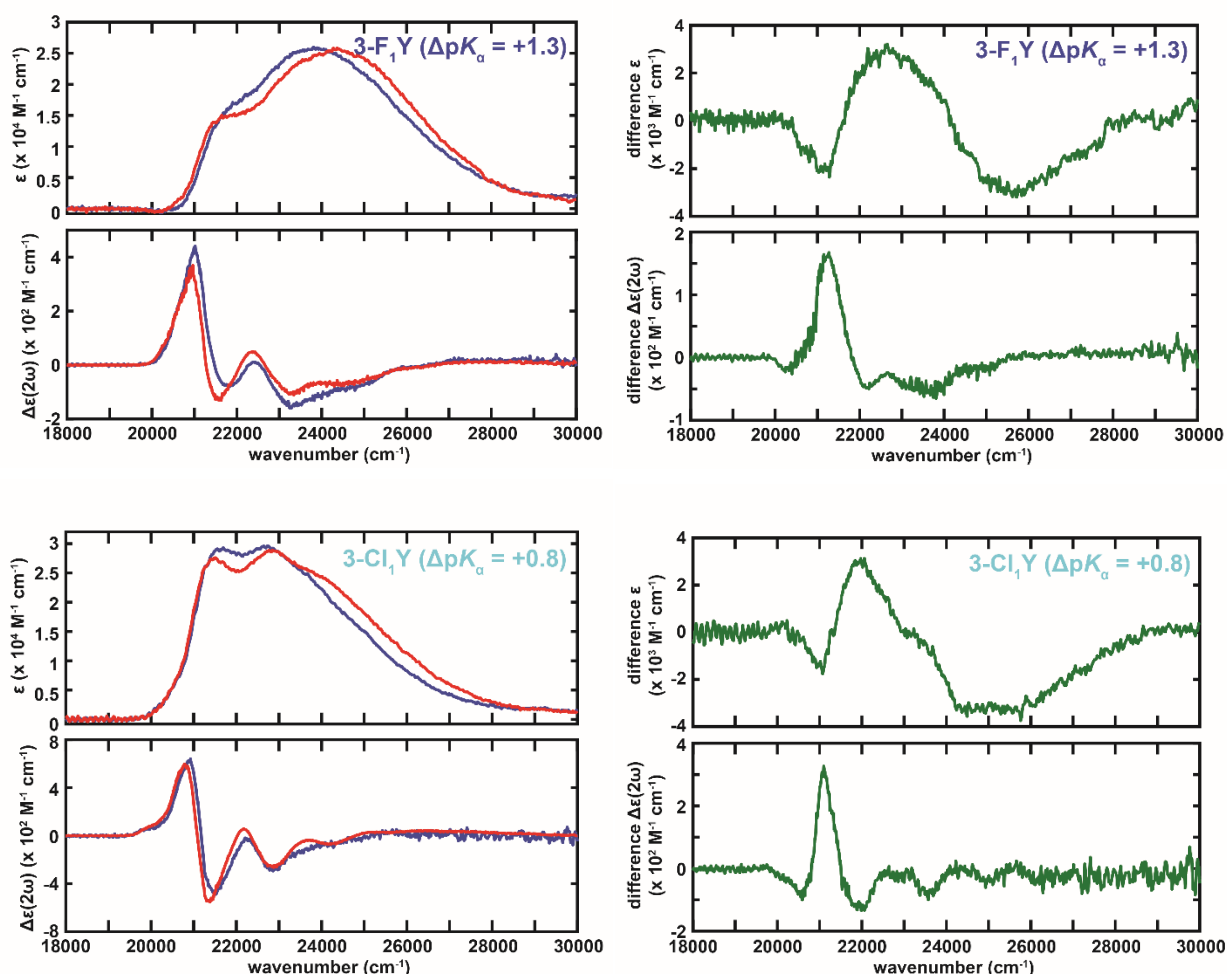 3
2.5
2
1.5
1
0.5
0
ε (x 10⁴ M⁻¹ cm⁻¹)
3-F₁Y (ΔpKα = +1.3)
4
2
0
-2
Δε(2ω) (x 10² M⁻¹ cm⁻¹)
18000 20000 22000 24000 26000 28000 30000
wavenumber (cm⁻¹)
4
2
0
-2
-4
difference ε
(x 10³ M⁻¹ cm⁻¹)
3-F₁Y (ΔpKα = +1.3)
2
1
0
-1
difference Δε(2ω)
(x 10² M⁻¹ cm⁻¹)
18000 20000 22000 24000 26000 28000 30000
wavenumber (cm⁻¹)
3
2.5
2
1.5
1
0.5
0
ε (x 10⁴ M⁻¹ cm⁻¹)
3-Cl₁Y (ΔpKα = +0.8)
8
4
0
-4
-8
Δε(2ω) (x 10² M⁻¹ cm⁻¹)
18000 20000 22000 24000 26000 28000 30000
wavenumber (cm⁻¹)
4
2
0
-2
-4
difference ε
(x 10³ M⁻¹ cm⁻¹)
3-Cl₁Y (ΔpKα = +0.8)
4
2
0
-2
difference Δε(2ω)
(x 10² M⁻¹ cm⁻¹)
18000 20000 22000 24000 26000 28000 30000
wavenumber (cm⁻¹)